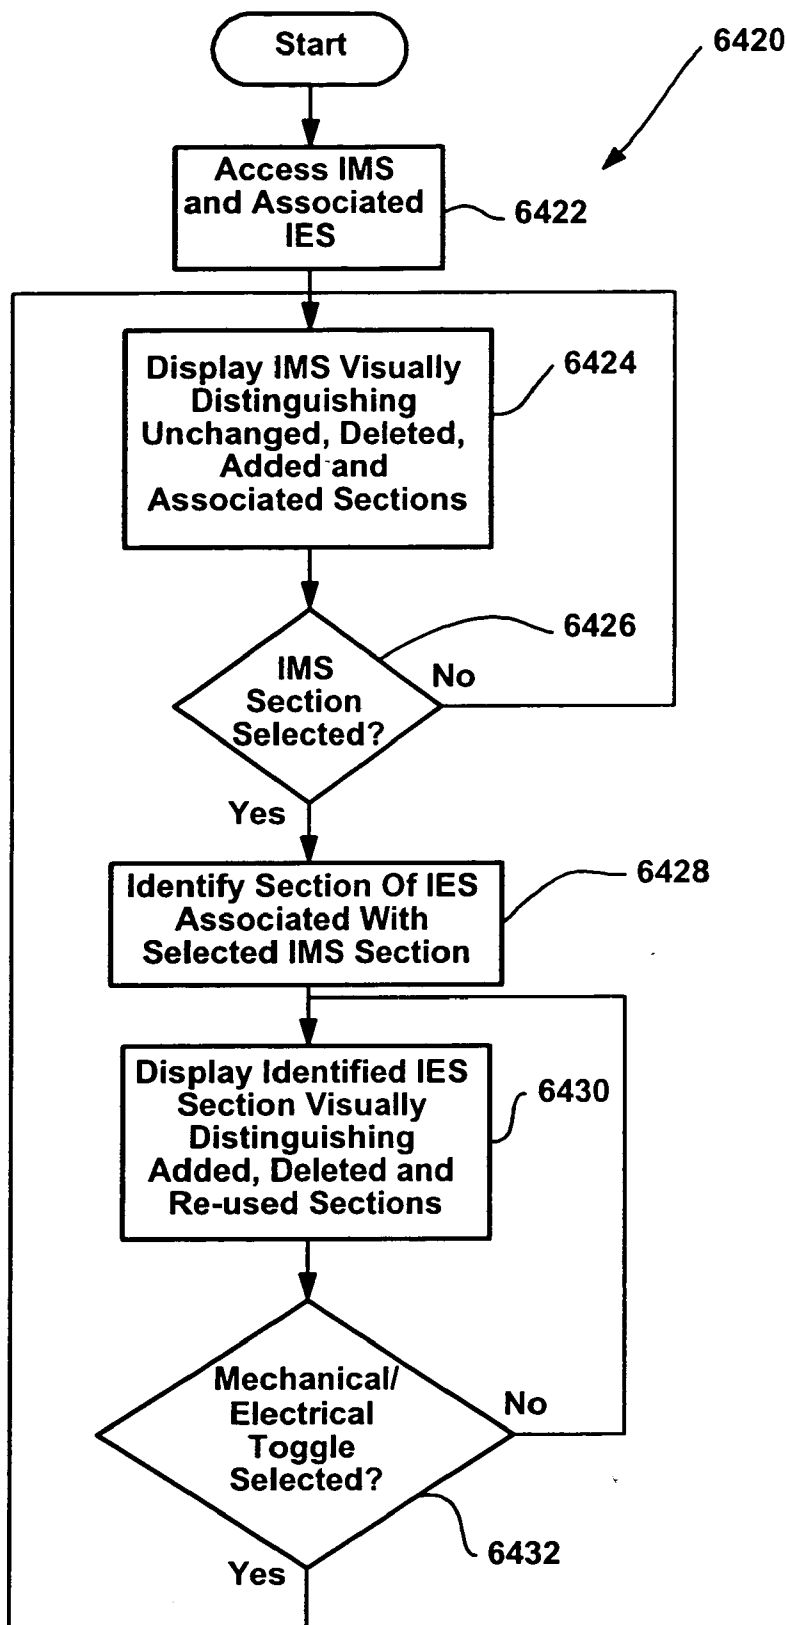 Start
6420
Access IMS
and Associated
IES
6422
Display IMS Visually
Distinguishing
Unchanged, Deleted,
Added and
Associated Sections
6424
IMS
Section
Selected?
6426
No
Yes
Identify Section Of IES
Associated With
Selected IMS Section
6428
Display Identified IES
Section Visually
Distinguishing
Added, Deleted and
Re-used Sections
6430
Mechanical/
Electrical
Toggle
Selected?
No
6432
Yes